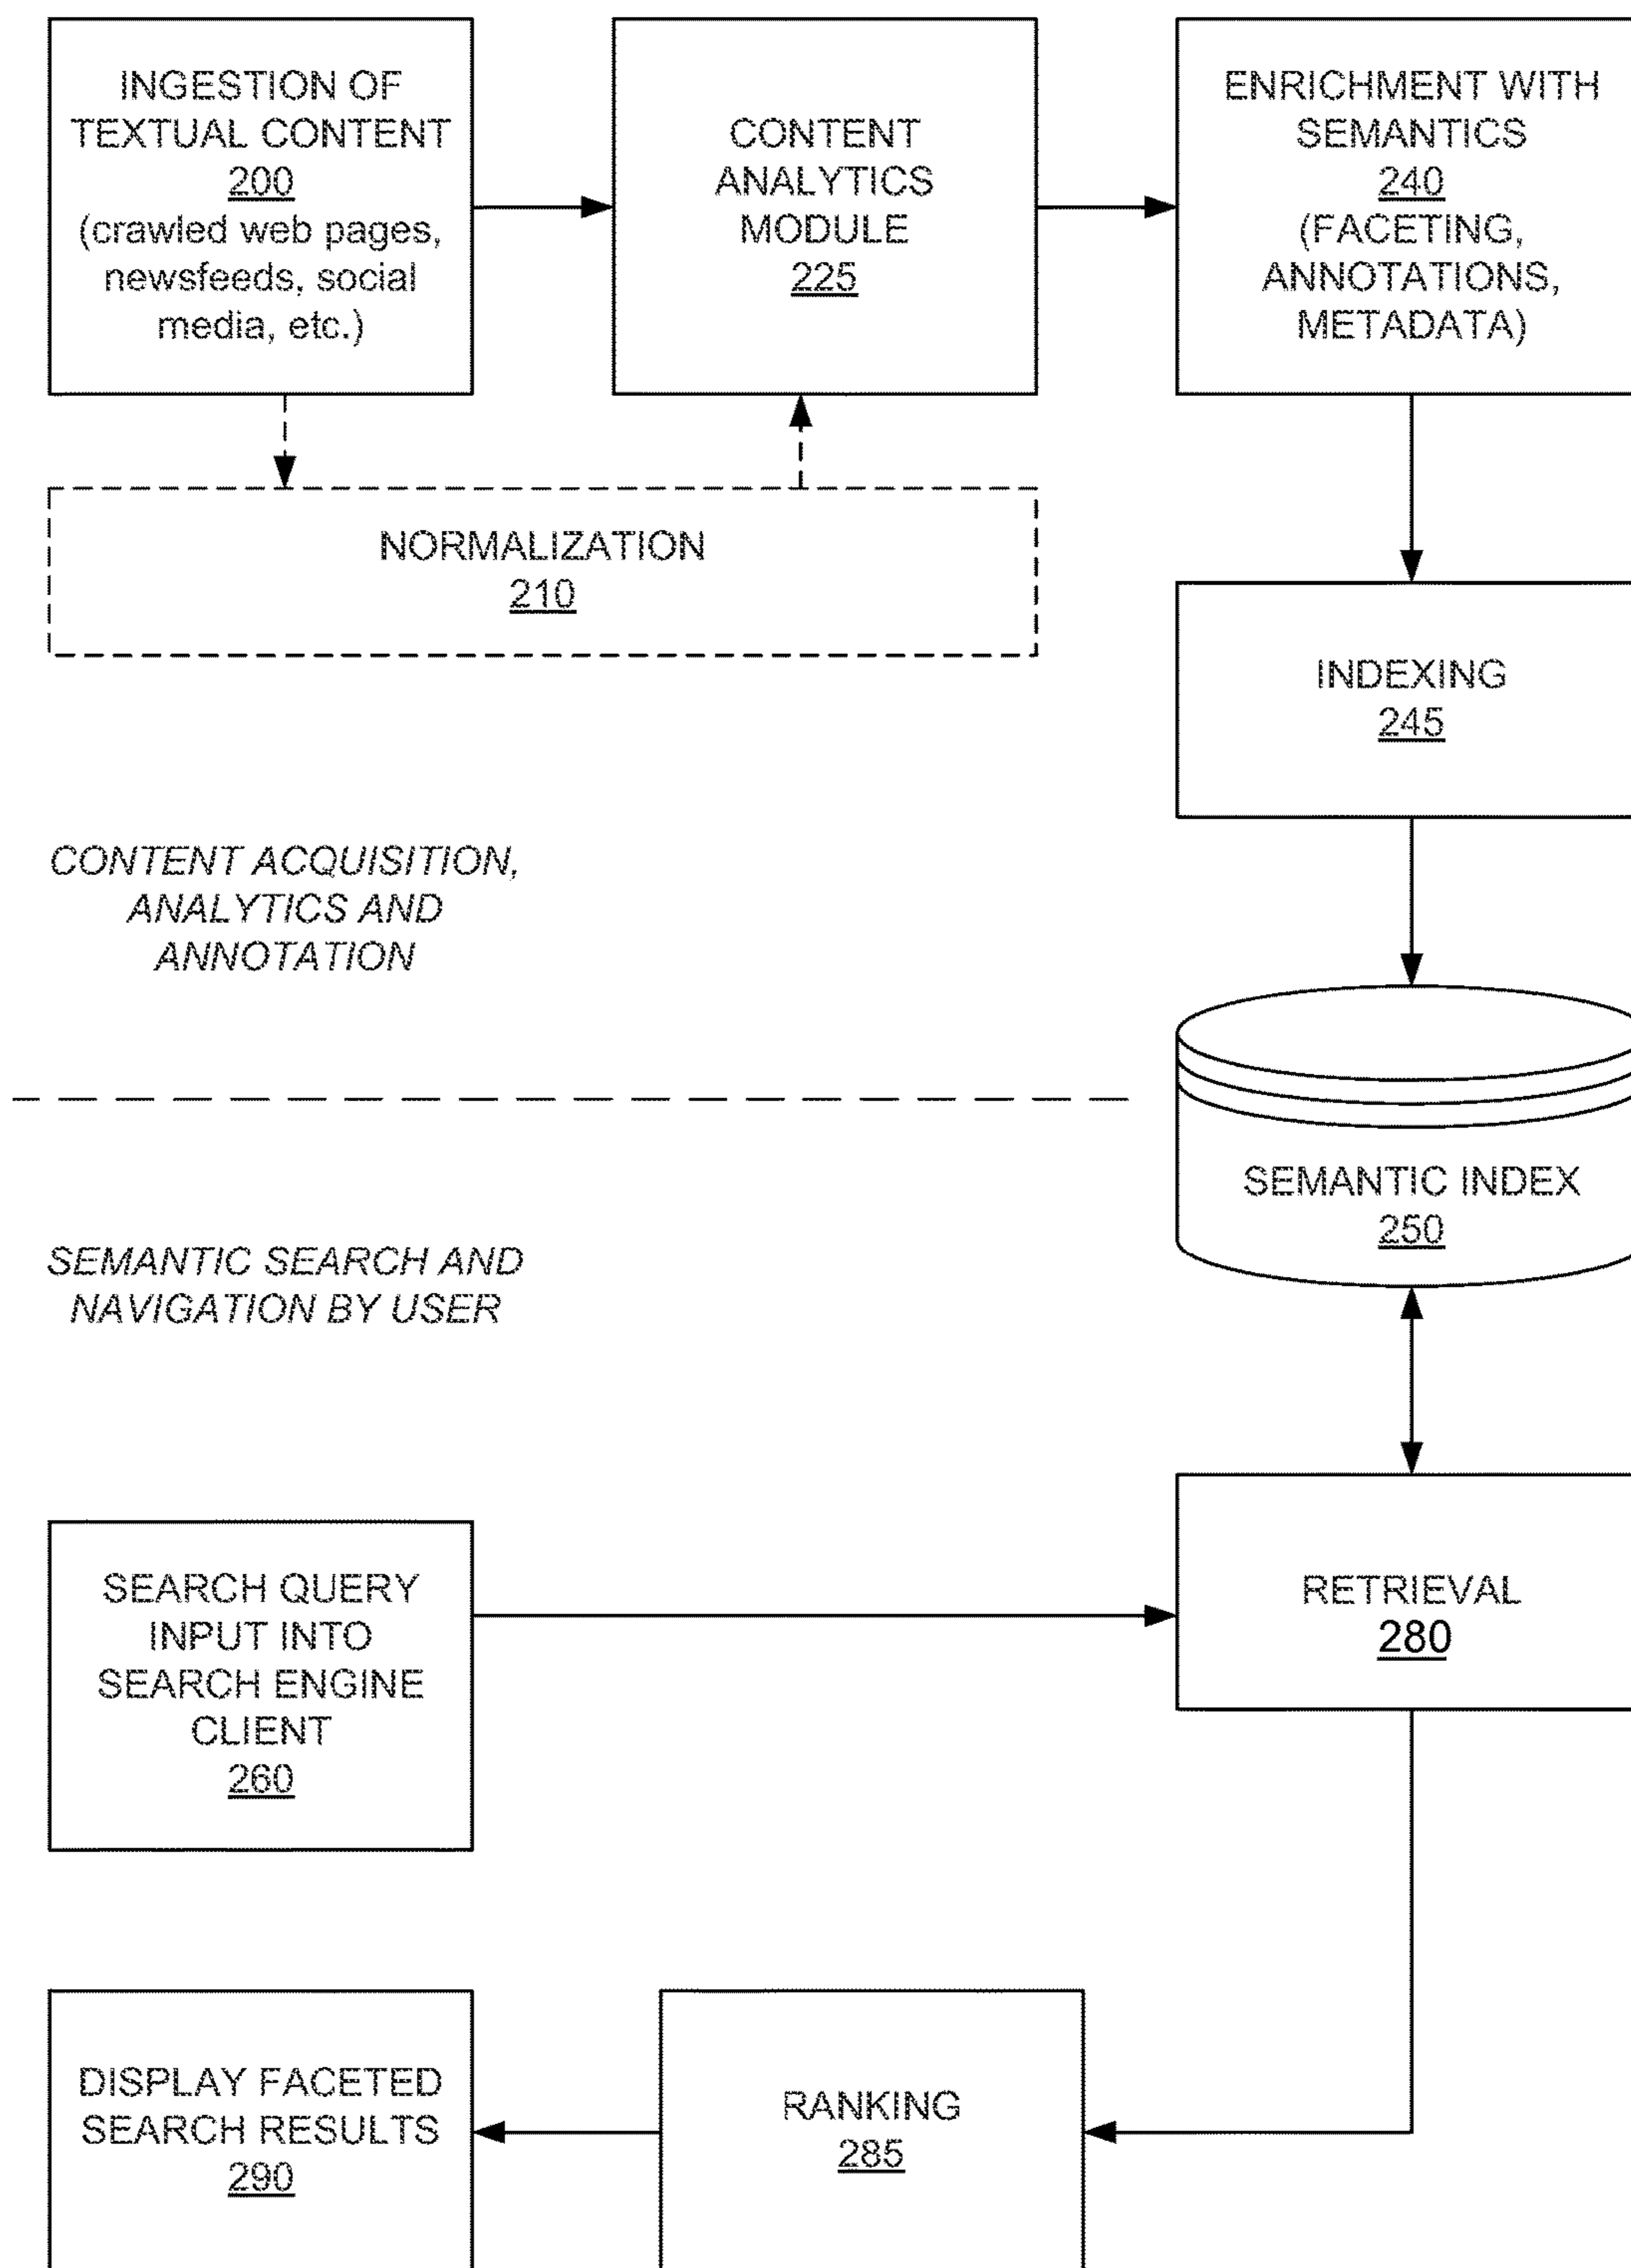 INGESTION OF
TEXTUAL CONTENT
200
(crawled web pages,
newsfeeds, social
media, etc.)
CONTENT
ANALYTICS
MODULE
225
ENRICHMENT WITH
SEMANTICS
240
(FACETING,
ANNOTATIONS,
METADATA)
NORMALIZATION
210
INDEXING
245
CONTENT ACQUISITION,
ANALYTICS AND
ANNOTATION
SEMANTIC INDEX
250
SEMANTIC SEARCH AND
NAVIGATION BY USER
SEARCH QUERY
INPUT INTO
SEARCH ENGINE
CLIENT
260
RETRIEVAL
280
DISPLAY FACETED
SEARCH RESULTS
290
RANKING
285